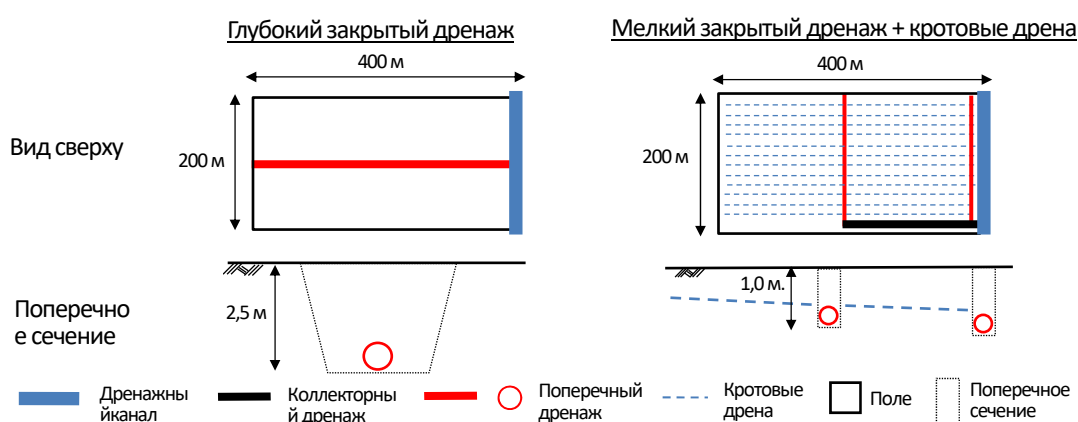 Глубокий закрытый дренаж
Мелкий закрытый дренаж + кротовые дрена
400 м
400 м
Вид сверху
200 м
200 м
2,5 м
1,0 м.
Поперечно
е сечение
Дренажны
йканал
Коллекторны
й дренаж
Поперечный
дренаж
Кротовые
дрена
Поле
Поперечное
сечение